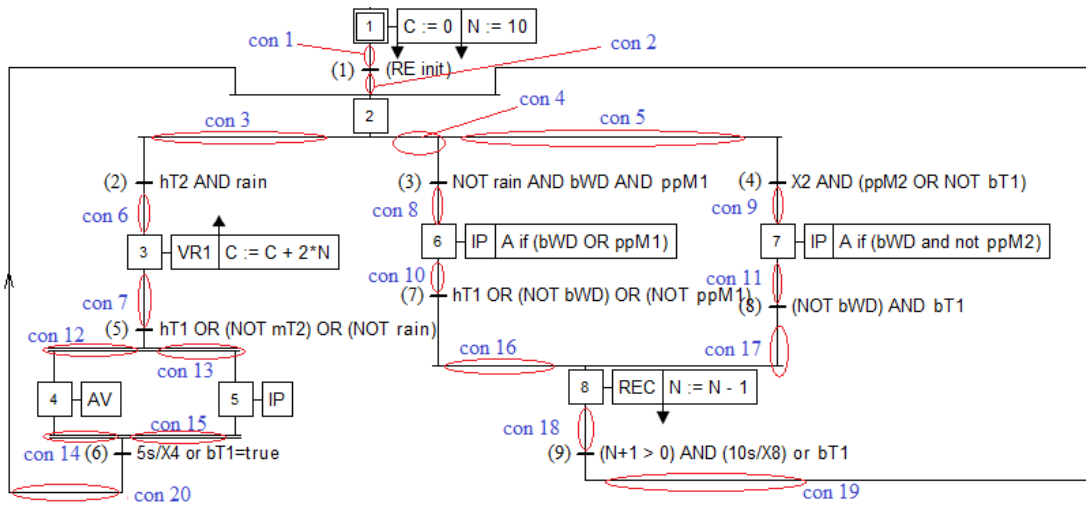 1 C := 0 N := 10
con 1 con 2
(1) (RE init)
2
con 3 con 4 con 5
(2) hT2 AND rain (3) NOT rain AND bWD AND ppM1 (4) X2 AND (ppM2 OR NOT bT1)
con 6 con 8 con 9
3 VR1 C := C + 2*N 6 IP A if (bWD OR ppM1) 7 IP A if (bWD and not ppM2)
con 7 con 10 con 11
(7) hT1 OR (NOT bWD) OR (NOT ppM1) (8) (NOT bWD) AND bT1
(5) hT1 OR (NOT mT2) OR (NOT rain)
con 12 con 13 con 16 con 17
4 AV 5 IP 8 REC N := N - 1
con 15 con 18
con 14 (6) 5s/X4 or bT1=true (9) (N+1 > 0) AND (10s/X8) or bT1
con 20 con 19